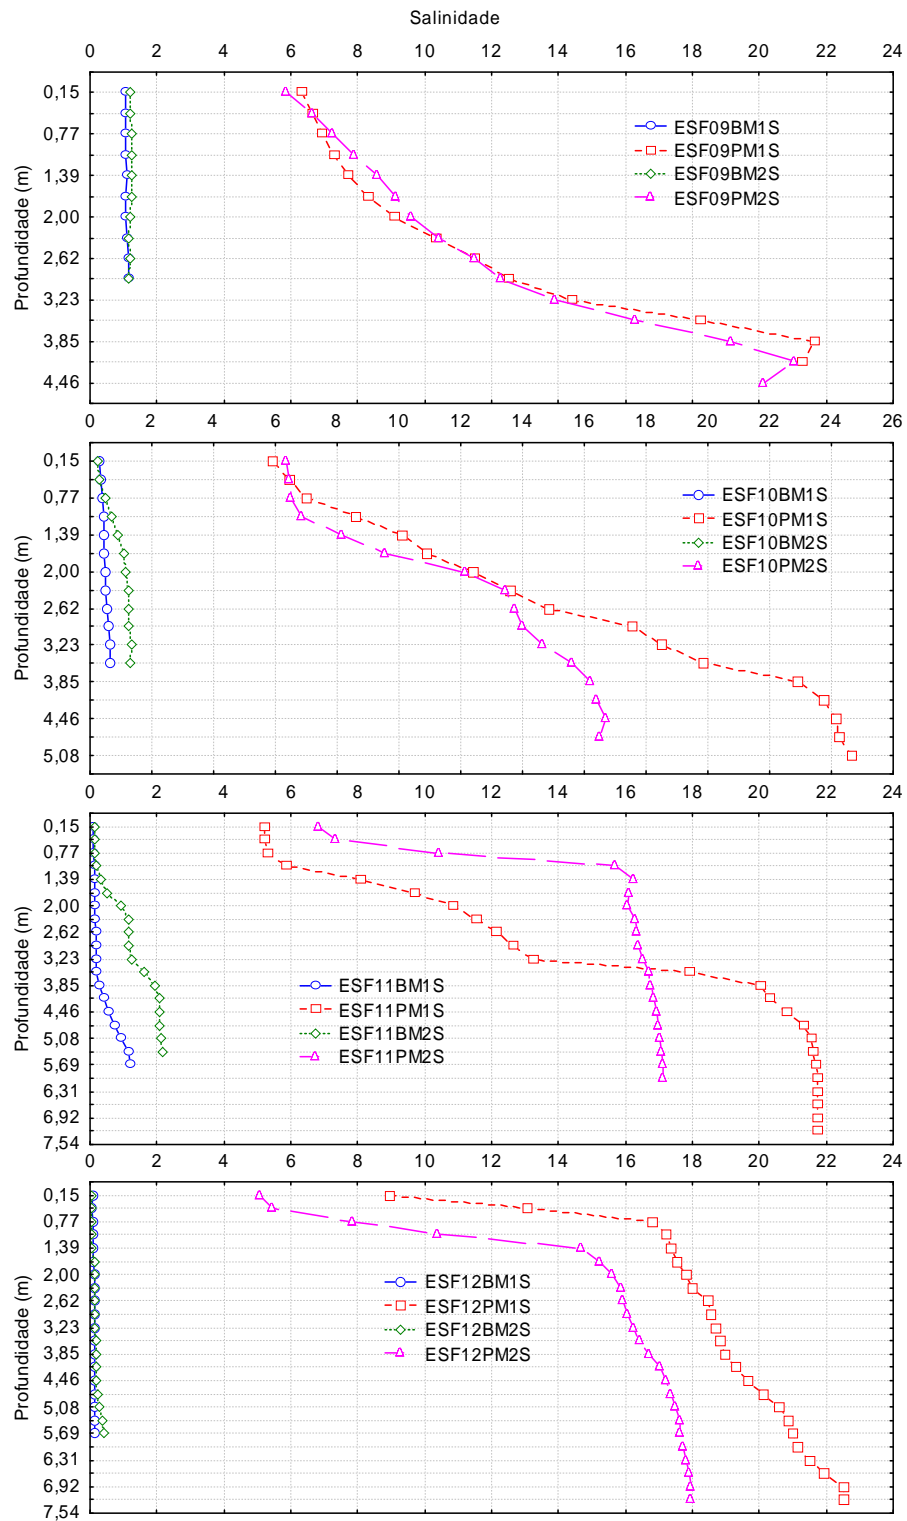 Salinidade
0 2 4 6 8 10 12 14 16 18 20 22 24
0,15
0,77
1,39
2,00
2,62
3,23
3,85
4,46
Profundidade (m)
ESF09BM1S
ESF09PM1S
ESF09BM2S
ESF09PM2S
0 2 4 6 8 10 12 14 16 18 20 22 24 26
0,15
0,77
1,39
2,00
2,62
3,23
3,85
4,46
5,08
Profundidade (m)
ESF10BM1S
ESF10PM1S
ESF10BM2S
ESF10PM2S
0 2 4 6 8 10 12 14 16 18 20 22 24
0,15
0,77
1,39
2,00
2,62
3,23
3,85
4,46
5,08
5,69
6,31
6,92
7,54
Profundidade (m)
ESF11BM1S
ESF11PM1S
ESF11BM2S
ESF11PM2S
0 2 4 6 8 10 12 14 16 18 20 22 24
0,15
0,77
1,39
2,00
2,62
3,23
3,85
4,46
5,08
5,69
6,31
6,92
7,54
Profundidade (m)
ESF12BM1S
ESF12PM1S
ESF12BM2S
ESF12PM2S